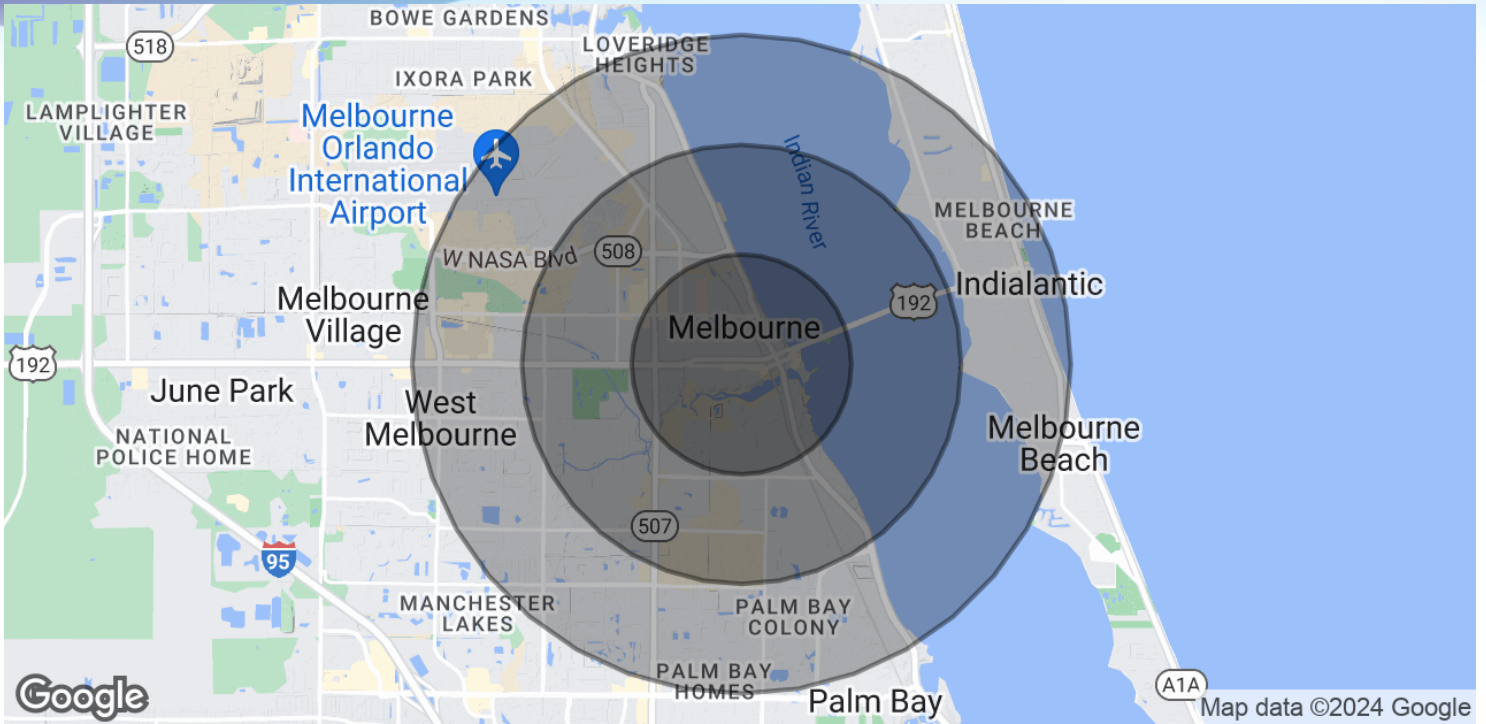 BOWE GARDENS
518
LOVERIDGE
HEIGHTS
IXORA PARK
LAMPLIGHTER
VILLAGE
Melbourne
Orlando
International
Airport
Indian River
MELBOURNE
BEACH
W NASA Blvd
508
Indialantic
192
Melbourne
Village
Melbourne
192
June Park
West
Melbourne
Melbourne
Beach
NATIONAL
POLICE HOME
507
95
MANCHESTER
LAKES
PALM BAY
COLONY
PALM BAY
HOMES
Palm Bay
A1A
Google
Map data ©2024 Google